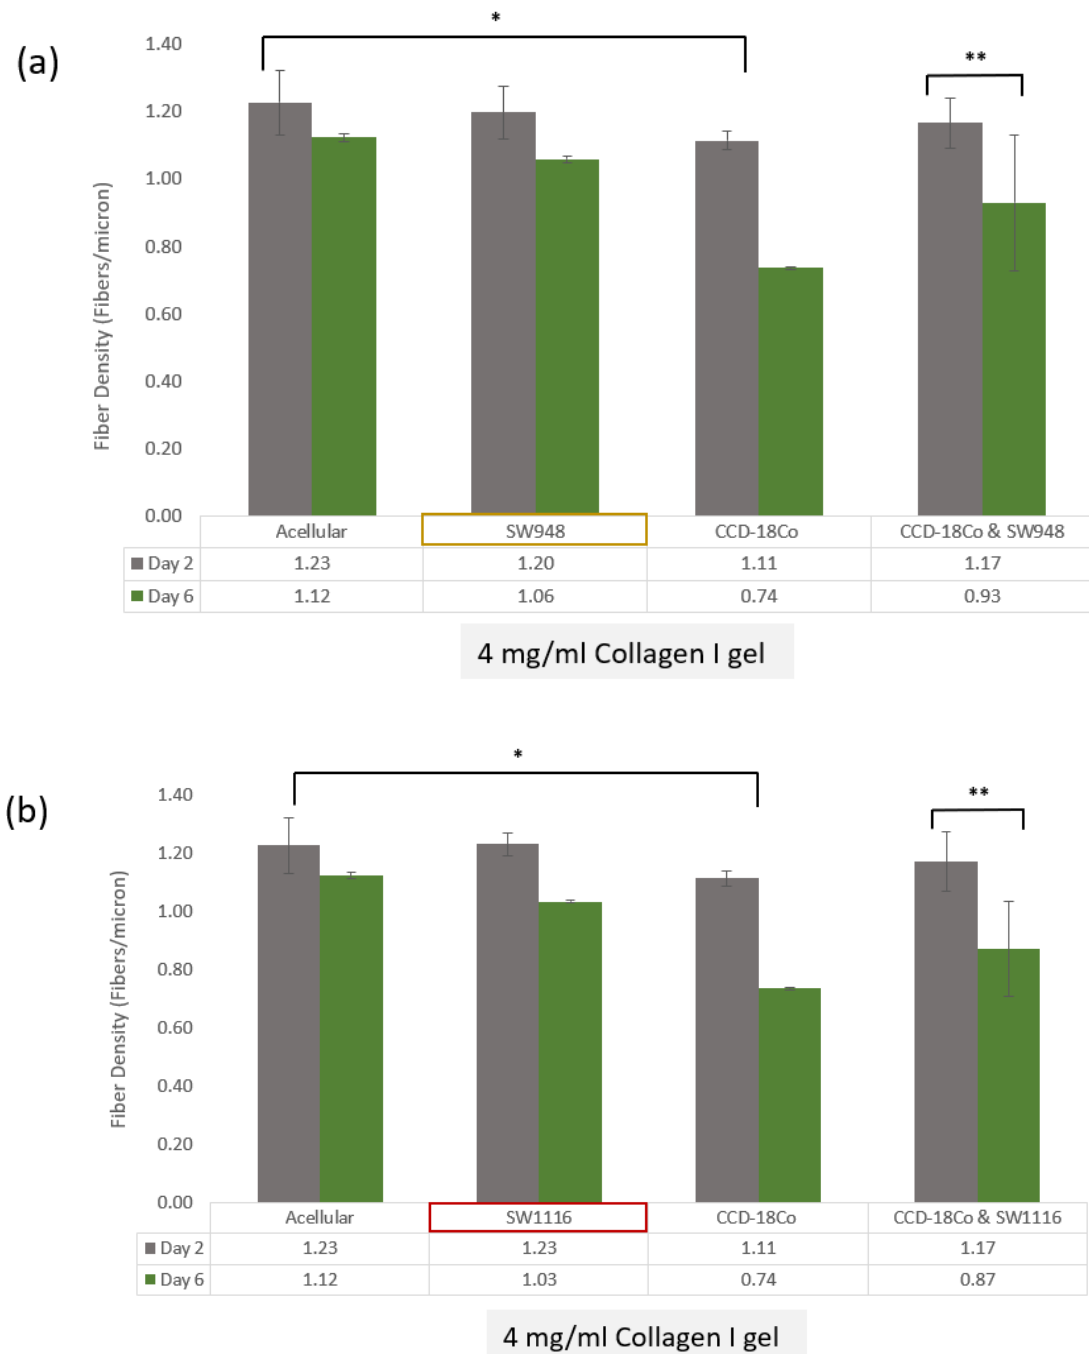 (a)
*
**
Fiber Density (Fibers/micron)
1.40
1.20
1.00
0.80
0.60
0.40
0.20
0.00
Acellular SW948 CCD-18Co CCD-18Co & SW948
Day 2 1.23 1.20 1.11 1.17
Day 6 1.12 1.06 0.74 0.93
4 mg/ml Collagen I gel
(b)
*
**
Fiber Density (Fibers/micron)
1.40
1.20
1.00
0.80
0.60
0.40
0.20
0.00
Acellular SW1116 CCD-18Co CCD-18Co & SW1116
Day 2 1.23 1.23 1.11 1.17
Day 6 1.12 1.03 0.74 0.87
4 mg/ml Collagen I gel